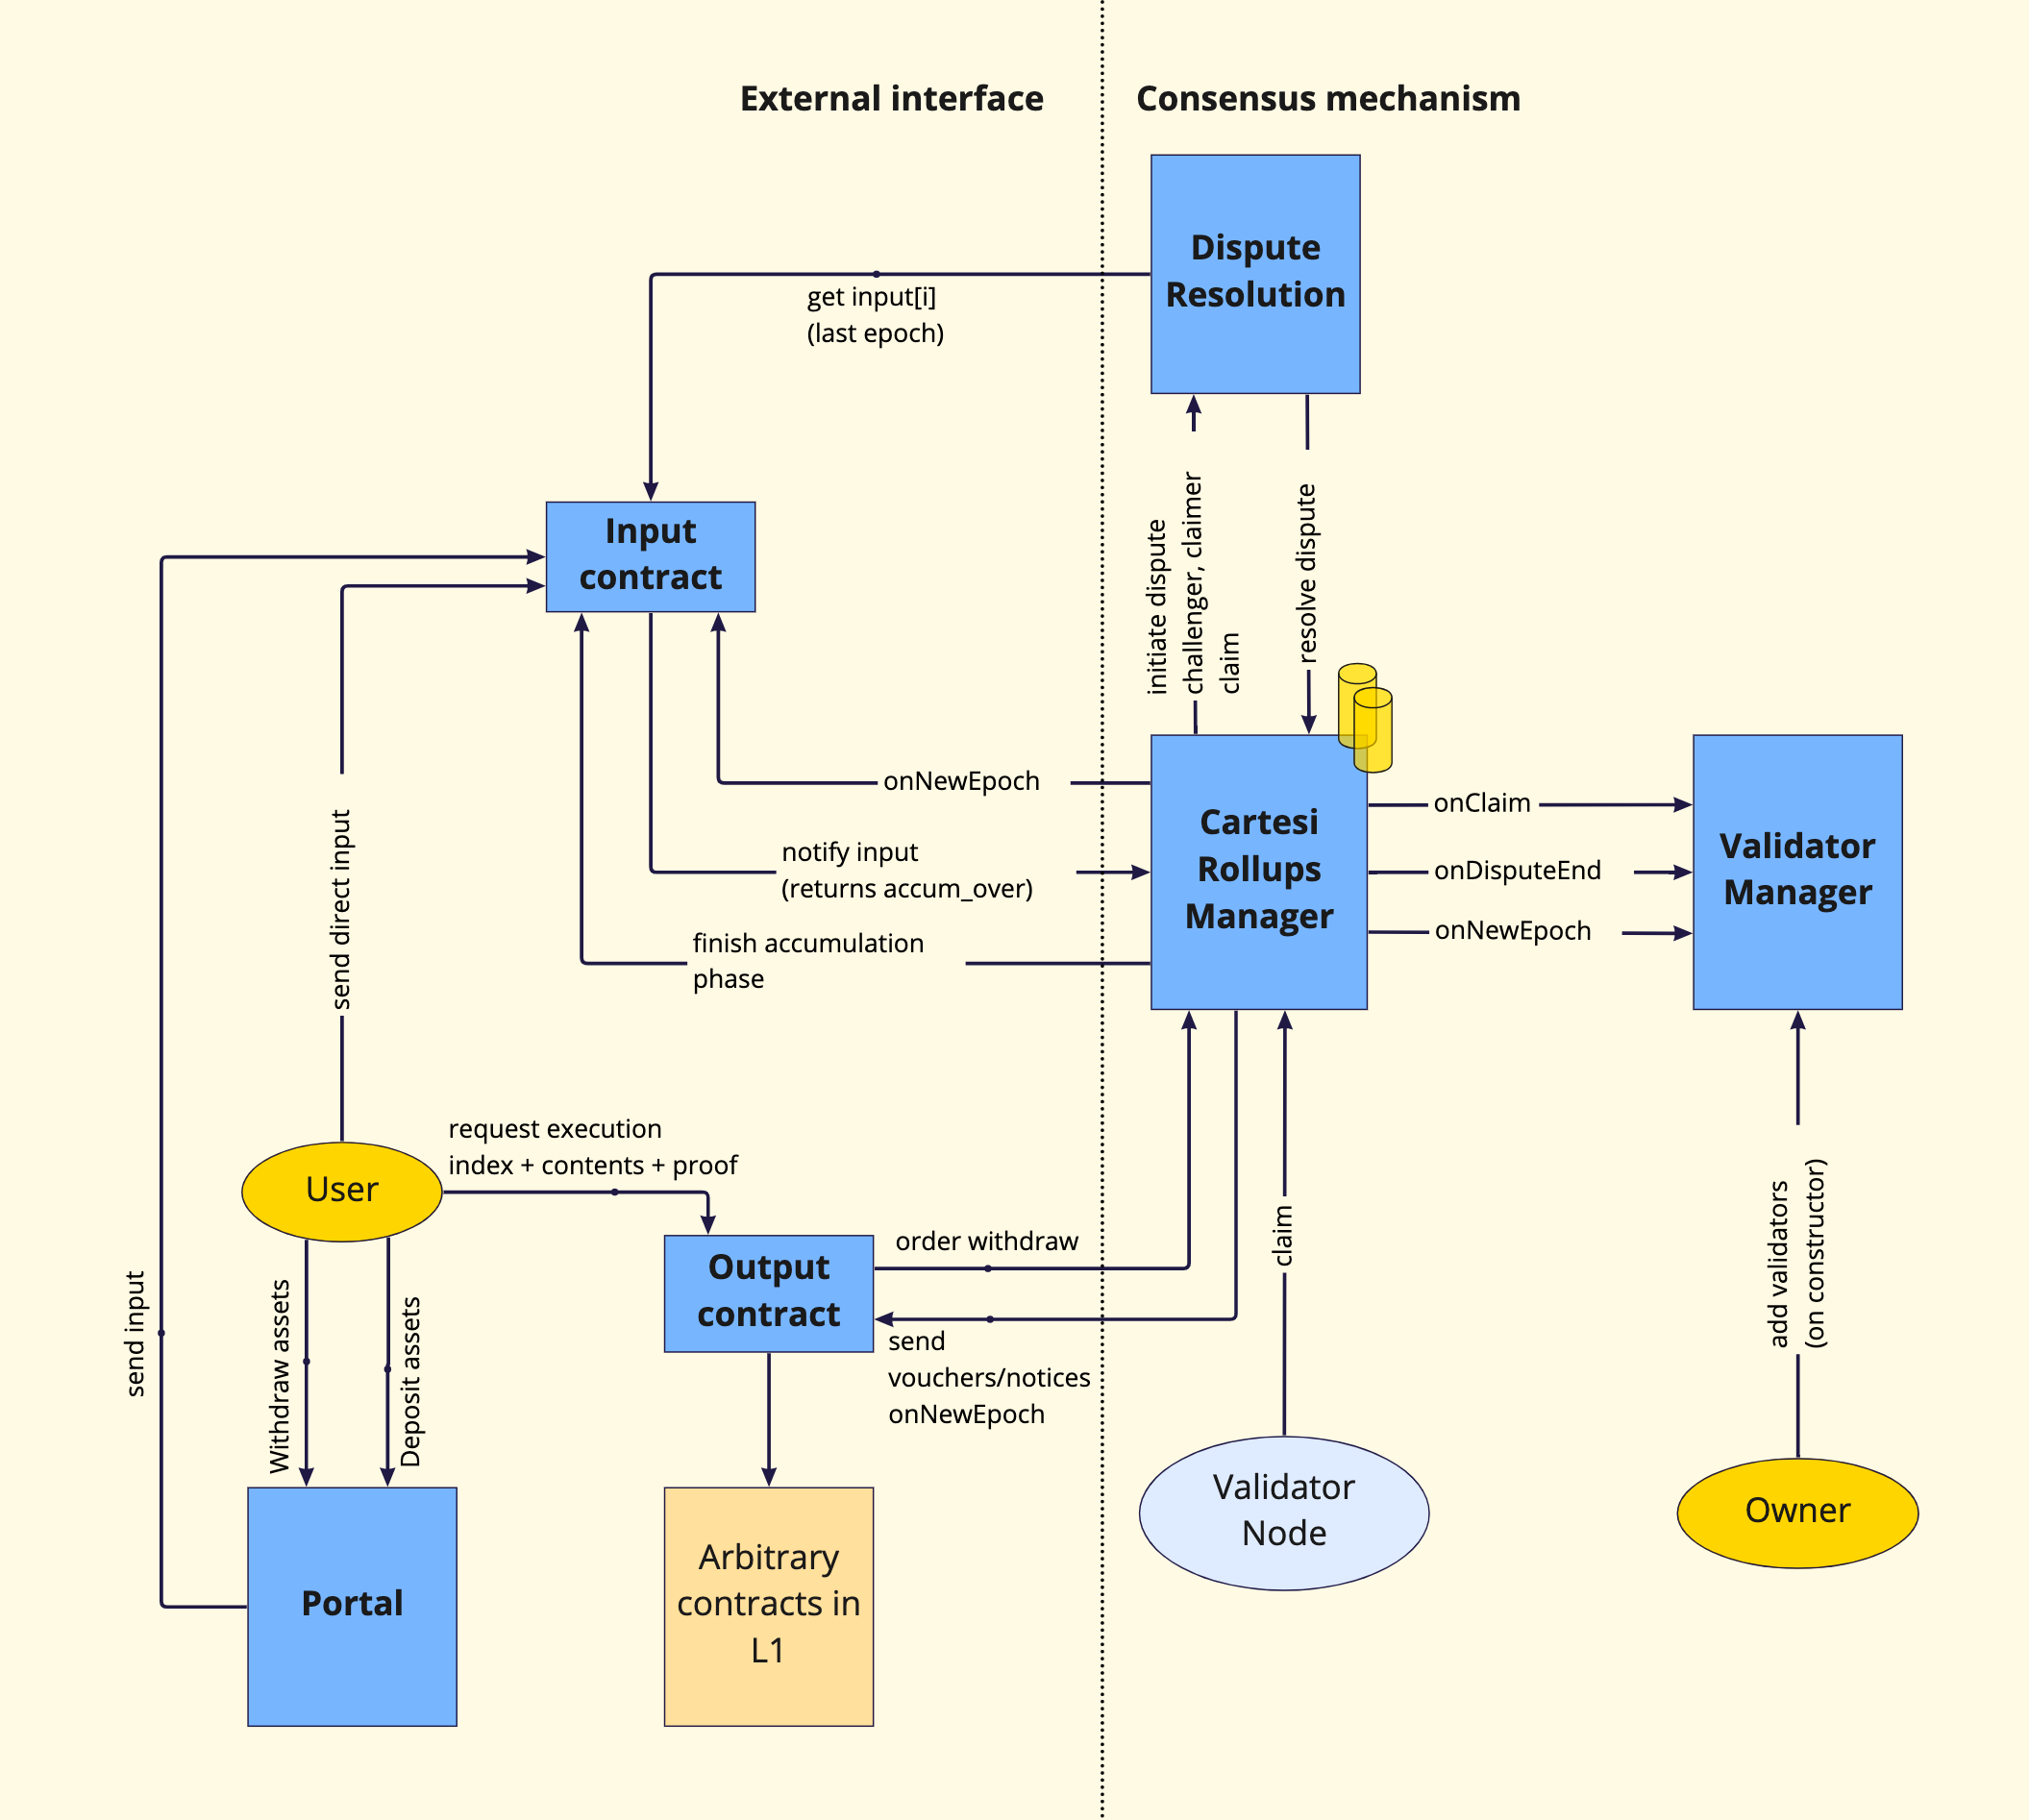 External interface
Consensus mechanism
Dispute
Resolution
get input[i]
(last epoch)
Input
contract
initiate dispute
challenger, claimer
claim
resolve dispute
onNewEpoch
notify input
(returns accum_over)
finish accumulation
phase
Cartesi
Rollups
Manager
onClaim
onDisputeEnd
onNewEpoch
Validator
Manager
send direct input
User
request execution
index + contents + proof
Output
contract
order withdraw
send
vouchers/notices
onNewEpoch
claim
add validators
(on constructor)
send input
Withdraw assets
Deposit assets
Portal
Arbitrary
contracts in
L1
Validator
Node
Owner